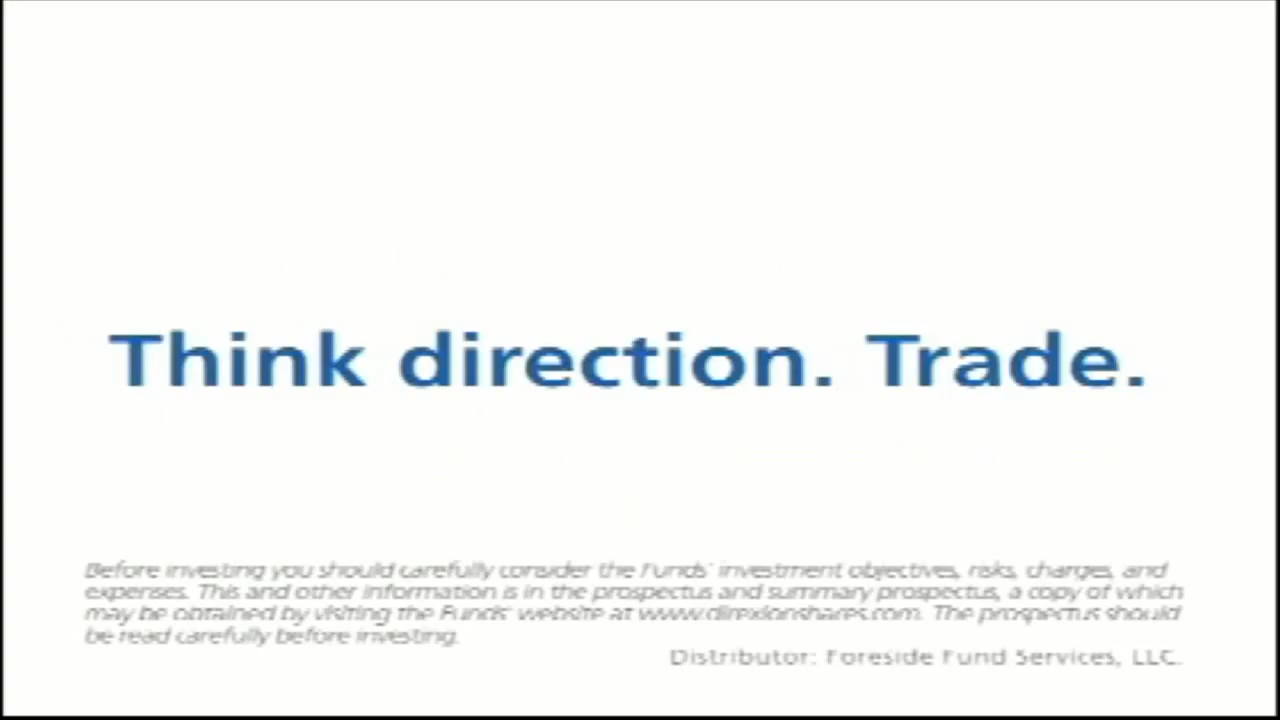 Think direction. Trade.
Before investing you should carefully consider the Funds' investment objectives, risks, charges, and
expenses. This and other information is in the prospectus and summary prospectus, a copy of which
may be obtained by visiting the Funds' website at www.direxionshares.com. The prospectus should
be read carefully before investing.
Distributor: Foreside Fund Services, LLC.